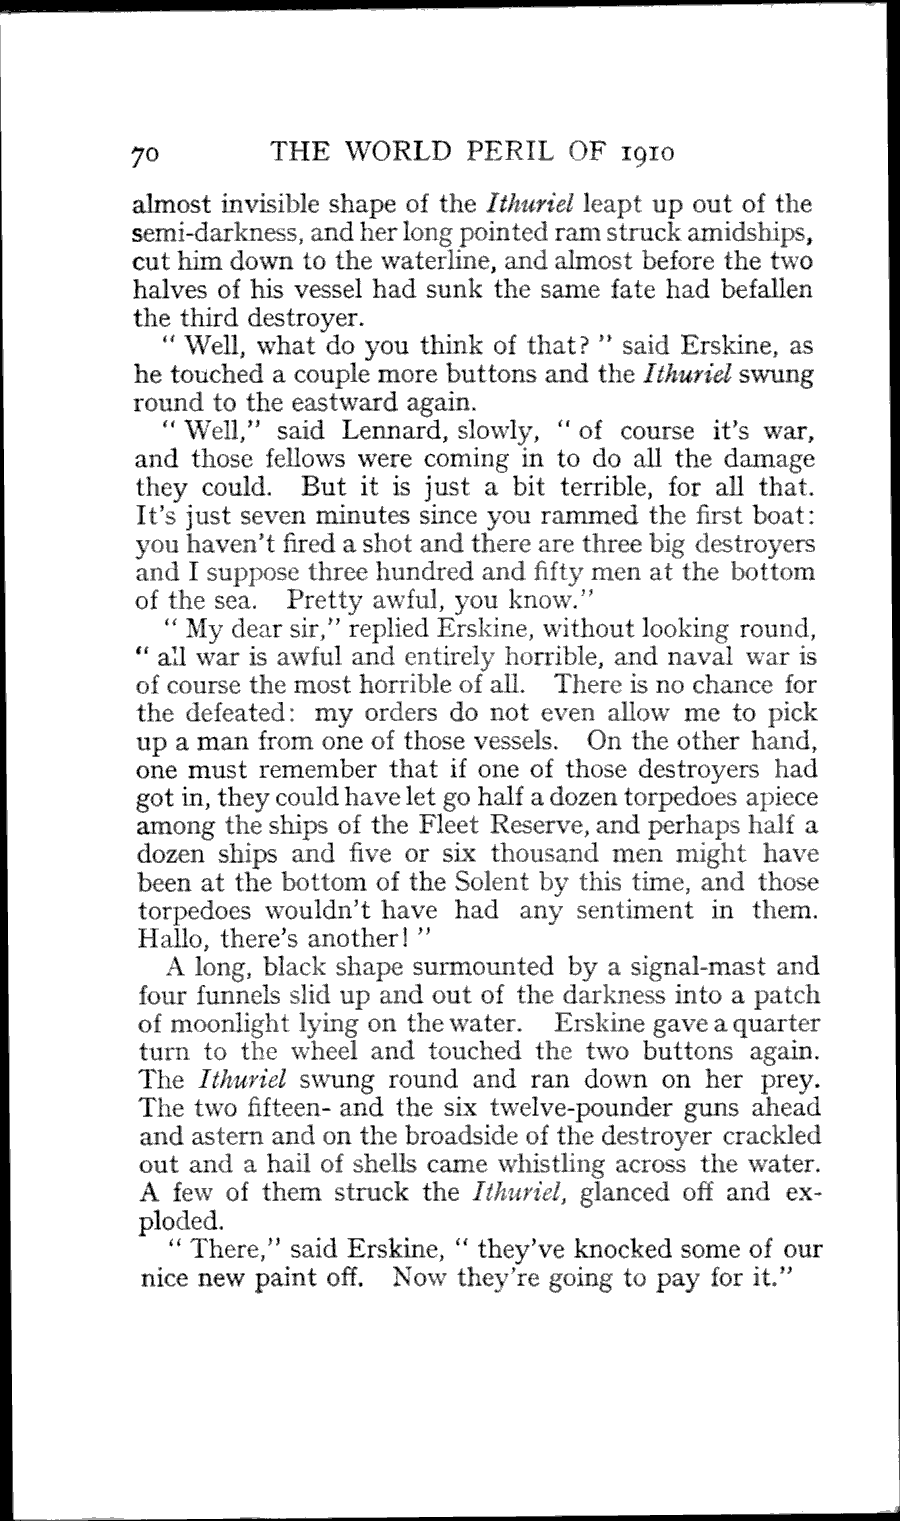 70 THE WORLD PERIL OF 1910
almost invisible shape of the Ithuriel leapt up out of the
semi-darkness, and her long pointed ram struck amidships,
cut him down to the waterline, and almost before the two
halves of his vessel had sunk the same fate had befallen
the third destroyer.
“ Well, what do you think of that? ” said Erskine, as
he touched a couple more buttons and the Ithuriel swung
round to the eastward again.
“ Well,” said Lennard, slowly, “ of course it’s war,
and those fellows were coming in to do all the damage
they could. But it is just a bit terrible, for all that.
It’s just seven minutes since you rammed the first boat:
you haven’t fired a shot and there are three big destroyers
and I suppose three hundred and fifty men at the bottom
of the sea. Pretty awful, you know.”
“ My dear sir,” replied Erskine, without looking round,
“ all war is awful and entirely horrible, and naval war is
of course the most horrible of all. There is no chance for
the defeated: my orders do not even allow me to pick
up a man from one of those vessels. On the other hand,
one must remember that if one of those destroyers had
got in, they could have let go half a dozen torpedoes apiece
among the ships of the Fleet Reserve, and perhaps half a
dozen ships and five or six thousand men might have
been at the bottom of the Solent by this time, and those
torpedoes wouldn’t have had any sentiment in them.
Hallo, there’s another! ”
A long, black shape surmounted by a signal-mast and
four funnels slid up and out of the darkness into a patch
of moonlight lying on the water. Erskine gave a quarter
turn to the wheel and touched the two buttons again.
The Ithuriel swung round and ran down on her prey.
The two fifteen- and the six twelve-pounder guns ahead
and astern and on the broadside of the destroyer crackled
out and a hail of shells came whistling across the water.
A few of them struck the Ithuriel, glanced off and ex-
ploded.
“ There,” said Erskine, “ they’ve knocked some of our
nice new paint off. Now they’re going to pay for it.”